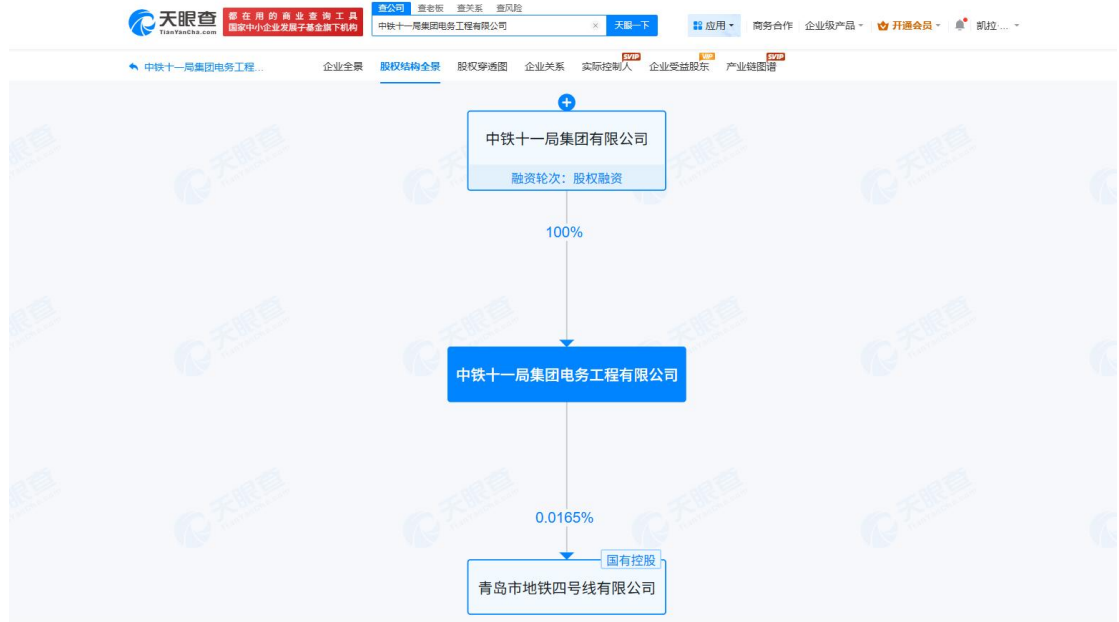 天眼查
TianYanCha.com
都在用的商业查询工具
国家中小企业发展子基金旗下机构
查公司 查老板 查关系 查风险
中铁十一局集团电务工程有限公司 × 天眼一下
应用 商务合作 企业级产品 开通会员 凯拉...
中铁十一局集团电务工程...
企业全景 股权结构全景 股权穿透图 企业关系 实际控制人 SVIP 企业受益股东 VIP 产业链图谱 SVIP
中铁十一局集团有限公司
融资轮次：股权融资
100%
中铁十一局集团电务工程有限公司
0.0165%
国有控股
青岛市地铁四号线有限公司